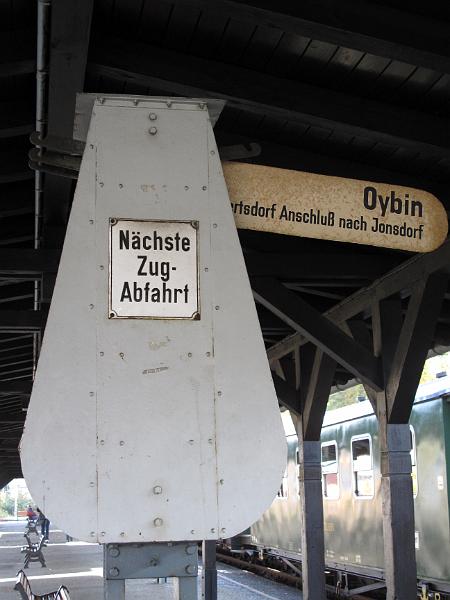 Nächste
Zug-
Abfahrt
Oybin
rtsdorf Anschluß nach Jonsdorf